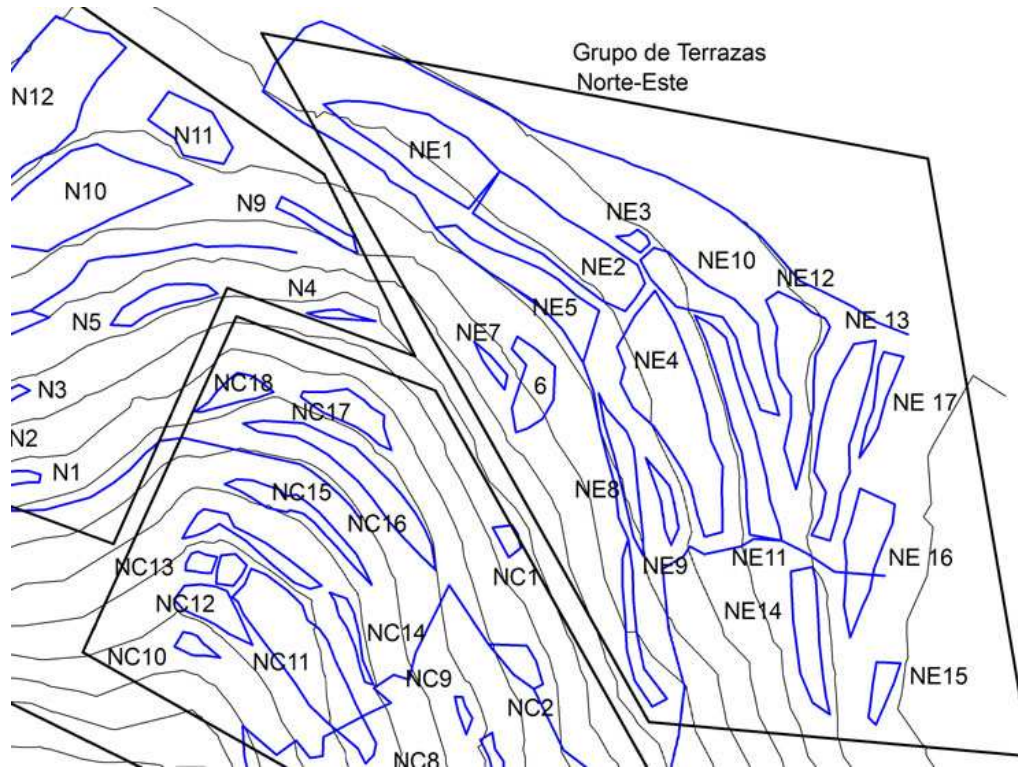 Grupo de Terrazas
Norte-Este
N12
N11
NE1
N10
N9
NE3
NE2
NE10
NE12
N4
N5
NE5
NE7
NE 13
N3
NC18
NC17
6
NE4
NE 17
N2
N1
NC15
NC16
NE8
NC13
NC1
NE9
NE11
NE 16
NC12
NC14
NE14
NC10
NC11
NC9
NC2
NE15
NC8